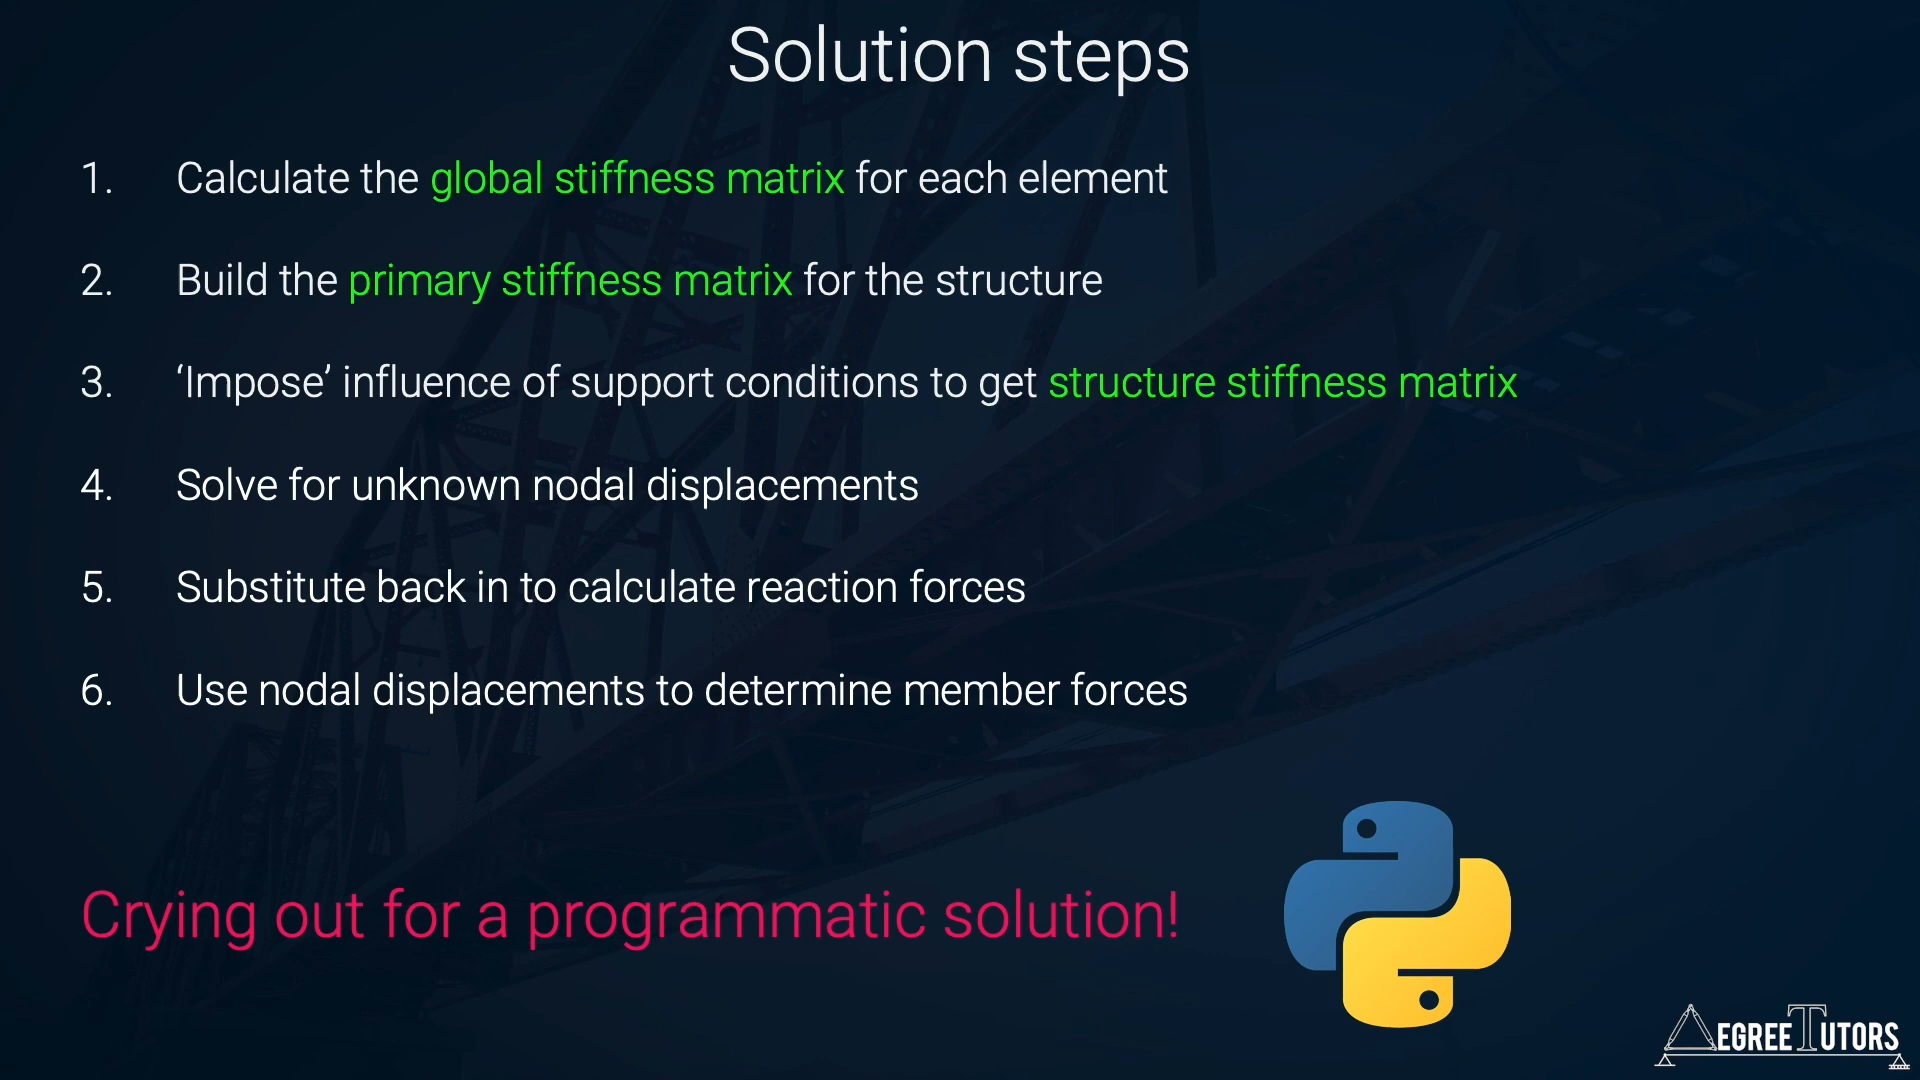 Solution steps
1. Calculate the global stiffness matrix for each element
2. Build the primary stiffness matrix for the structure
3. ‘Impose’ influence of support conditions to get structure stiffness matrix
4. Solve for unknown nodal displacements
5. Substitute back in to calculate reaction forces
6. Use nodal displacements to determine member forces
Crying out for a programmatic solution!
DEGREE TUTORS